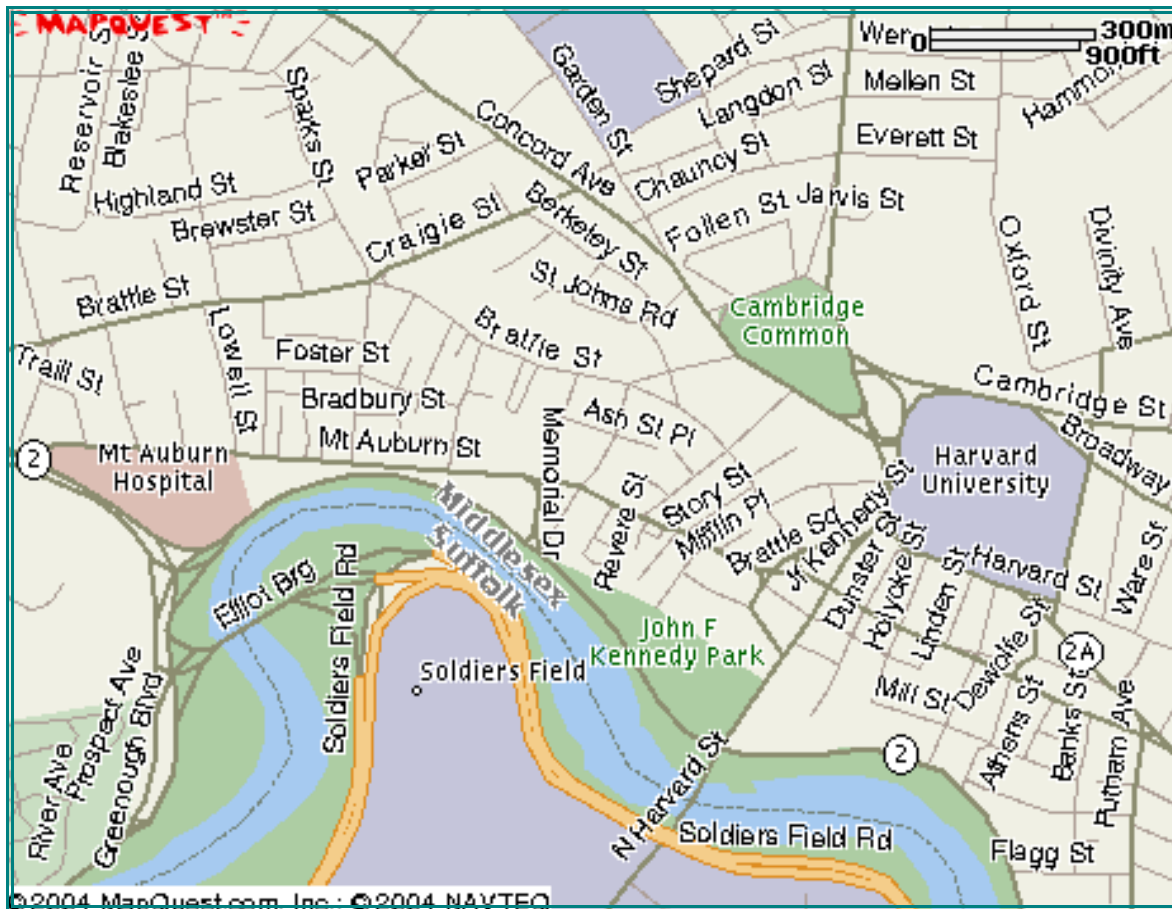 MAPQUEST
TM
300m
0
900ft
Reservoir S
Blakeslee S
Sparks St
Garden St
Shepard St
Wer
Langdon St
Mellen St
Hammon
Concord Ave
Parker St
Chauncy St
Everett St
Highland St
Brewster St
Craigie St
Berkeley St
Follen St
Jarvis St
Oxford St
Divinity Ave
Brattle St
St Johns Rd
Cambridge
Common
Lowell St
Brattle St
Traill St
Foster St
Bradbury St
Ash St Pl
Cambridge St
Broadway
2
Mt Auburn
Hospital
Mt Auburn St
Memorial Dr
Harvard
University
Middlesex
Suffolk
Revere St
Story St
Mifflin Pl
Brattle Sq
Jf Kennedy St
Dunster St
Holyoke St
Linden St
Harvard St
Ware St
Elliot Brg
Soldiers Field Rd
John F
Kennedy Park
Soldiers Field
Dewolfe St
2A
Mill St
Athens St
Banks St
Putnam Ave
River Ave
Prospect Ave
Greenough Blvd
N Harvard St
2
Soldiers Field Rd
Flagg St
©2004 MapQuest.com, Inc.; ©2004 NAVTEQ